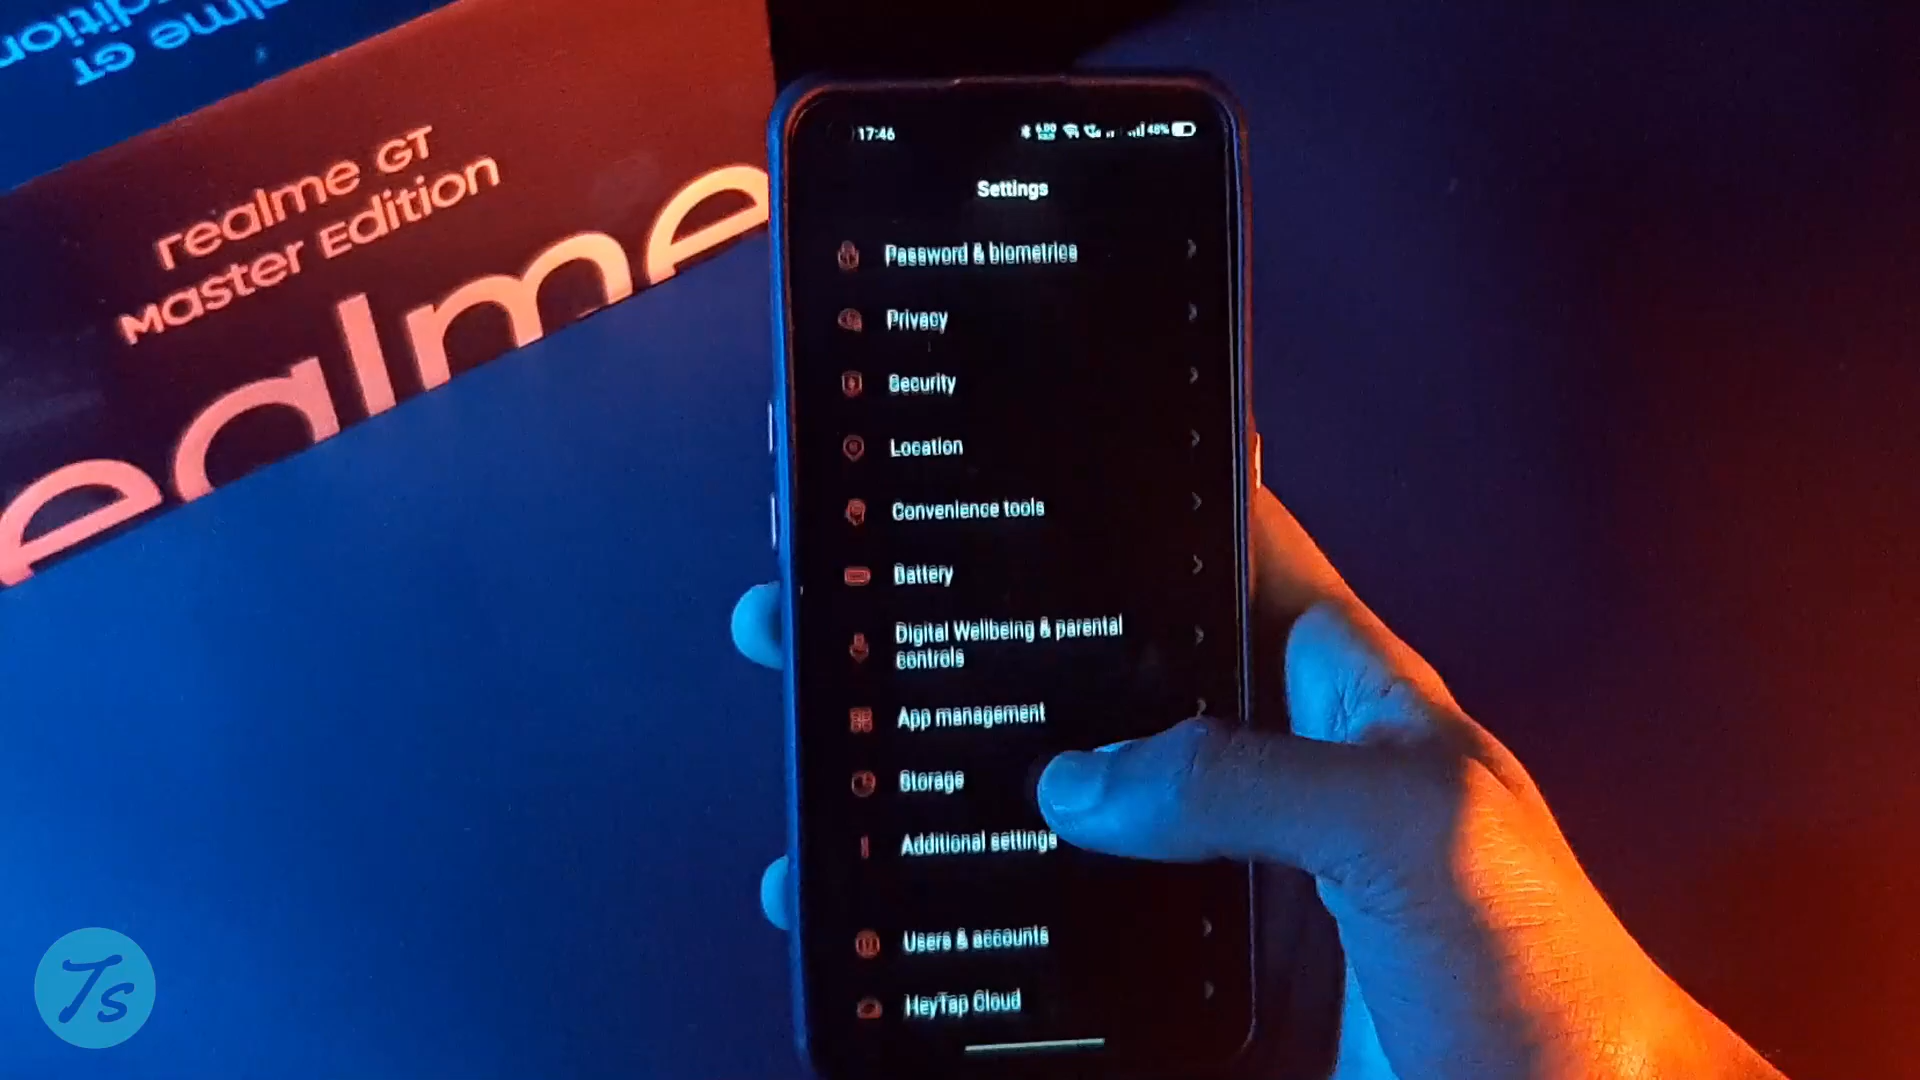 realme GT
Master Edition
realme
17:46
48%
Settings
Password & biometrics
Privacy
Security
Location
Convenience tools
Battery
Digital Wellbeing & parental
controls
App management
Storage
Additional settings
Users & accounts
HeyTap Cloud
Ts